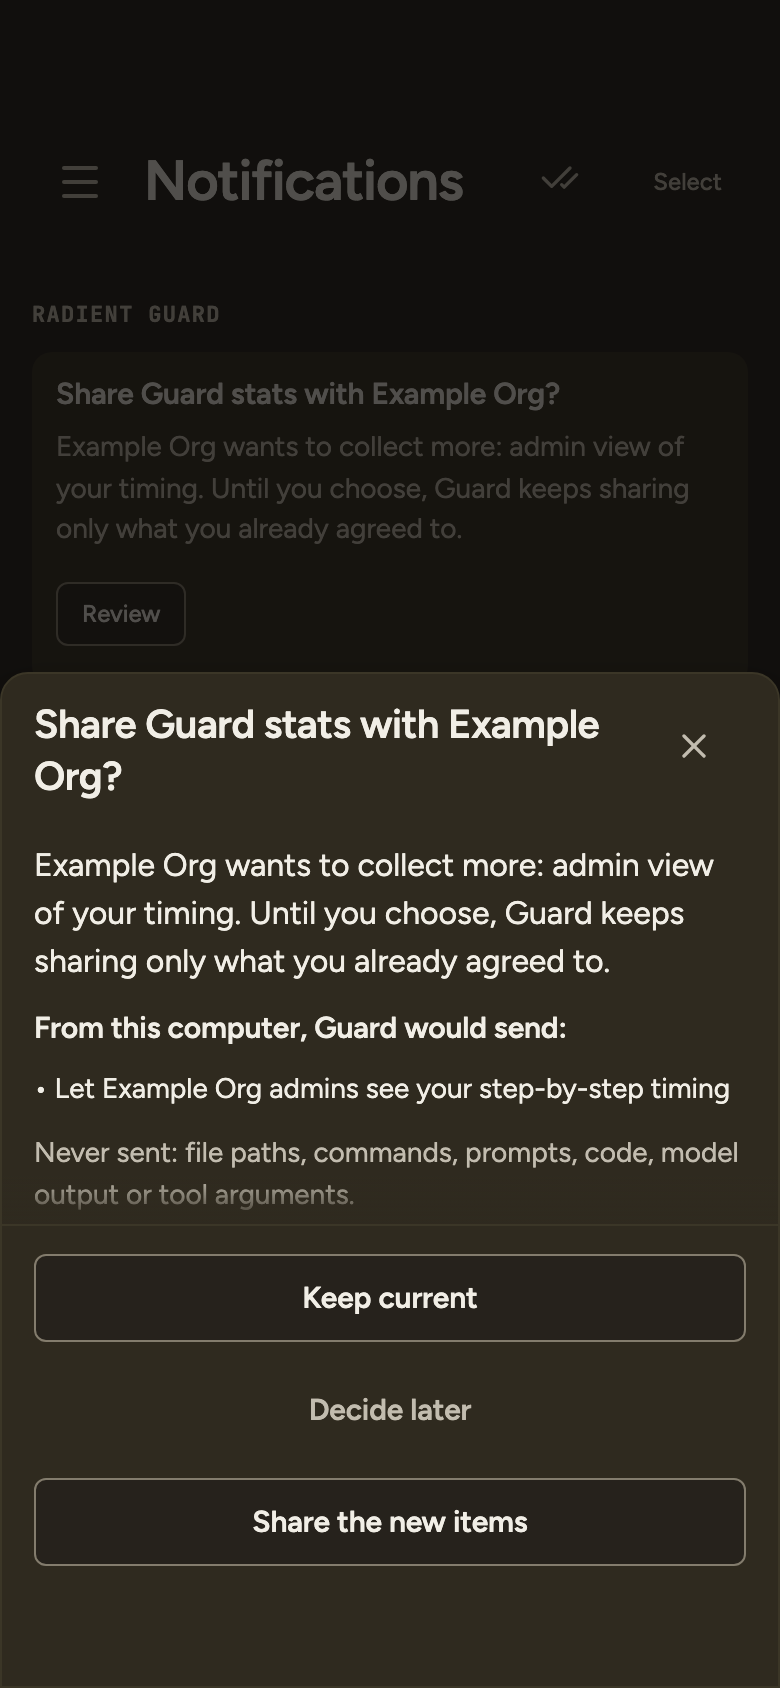 Notifications
Select
RADIENT GUARD
Share Guard stats with Example Org?
Example Org wants to collect more: admin view of
your timing. Until you choose, Guard keeps sharing
only what you already agreed to.
Review
Share Guard stats with Example
Org?
Example Org wants to collect more: admin view
of your timing. Until you choose, Guard keeps
sharing only what you already agreed to.
From this computer, Guard would send:
• Let Example Org admins see your step-by-step timing
Never sent: file paths, commands, prompts, code, model
output or tool arguments.
Keep current
Decide later
Share the new items